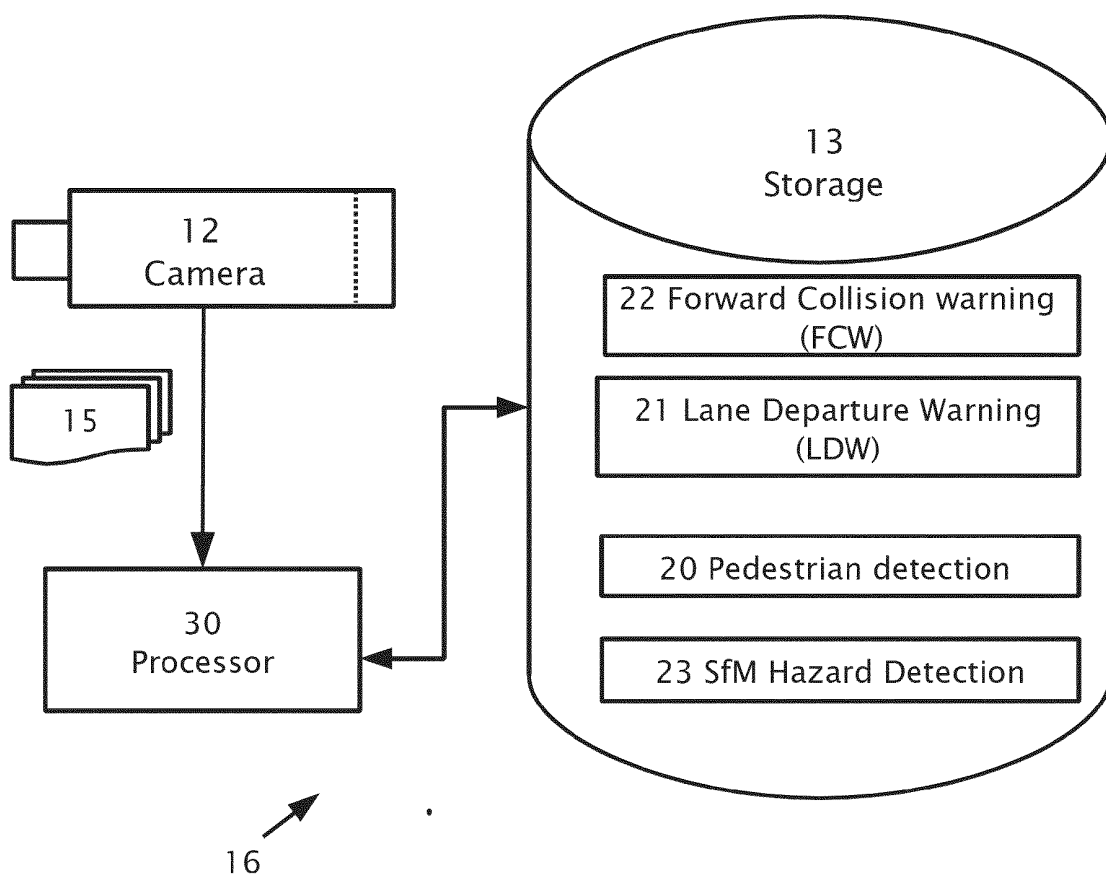 13
Storage
12
Camera
22 Forward Collision warning
(FCW)
15
21 Lane Departure Warning
(LDW)
20 Pedestrian detection
30
Processor
23 SfM Hazard Detection
16